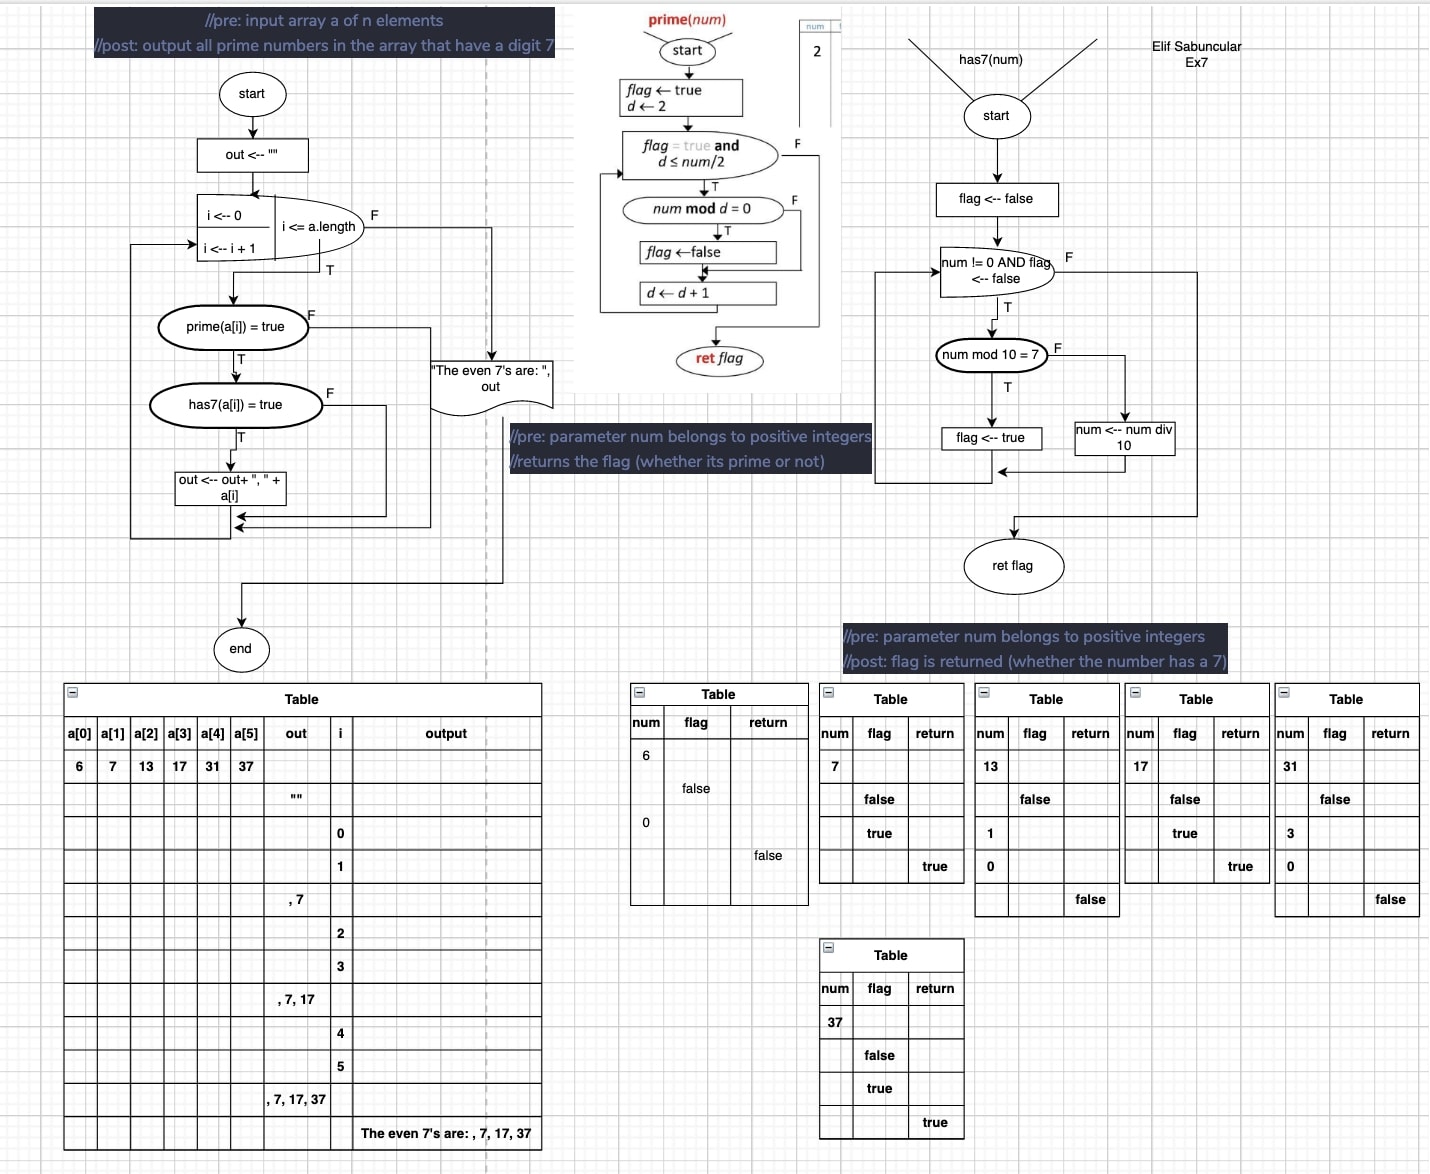 //pre: input array a of n elements
//post: output all prime numbers in the array that have a digit 7
start
out <-- ""
i <-- 0
i <-- i + 1
i <= a.length
F
T
prime(a[i]) = true
F
T
has7(a[i]) = true
F
T
out <-- out+ ", " +
a[i]
"The even 7's are: ",
out
end
prime(num)
start
flag ← true
d ← 2
flag = true and
d ≤ num/2
F
T
num mod d = 0
F
T
flag ←false
d ← d + 1
ret flag
num
2
//pre: parameter num belongs to positive integers
//returns the flag (whether its prime or not)
has7(num)
Elif Sabuncular
Ex7
start
flag <-- false
num != 0 AND flag
<-- false
F
T
num mod 10 = 7
F
T
flag <-- true
num <-- num div
10
ret flag
//pre: parameter num belongs to positive integers
//post: flag is returned (whether the number has a 7)
Table
a[0] a[1] a[2] a[3] a[4] a[5] out i output
6 7 13 17 31 37
""
0
1
, 7
2
3
, 7, 17
4
5
, 7, 17, 37
The even 7's are: , 7, 17, 37
Table
num flag return
6
false
0
false
Table
num flag return
7
false
true
true
Table
num flag return
13
false
1
0
false
Table
num flag return
17
false
true
true
Table
num flag return
31
false
3
0
false
Table
num flag return
37
false
true
true